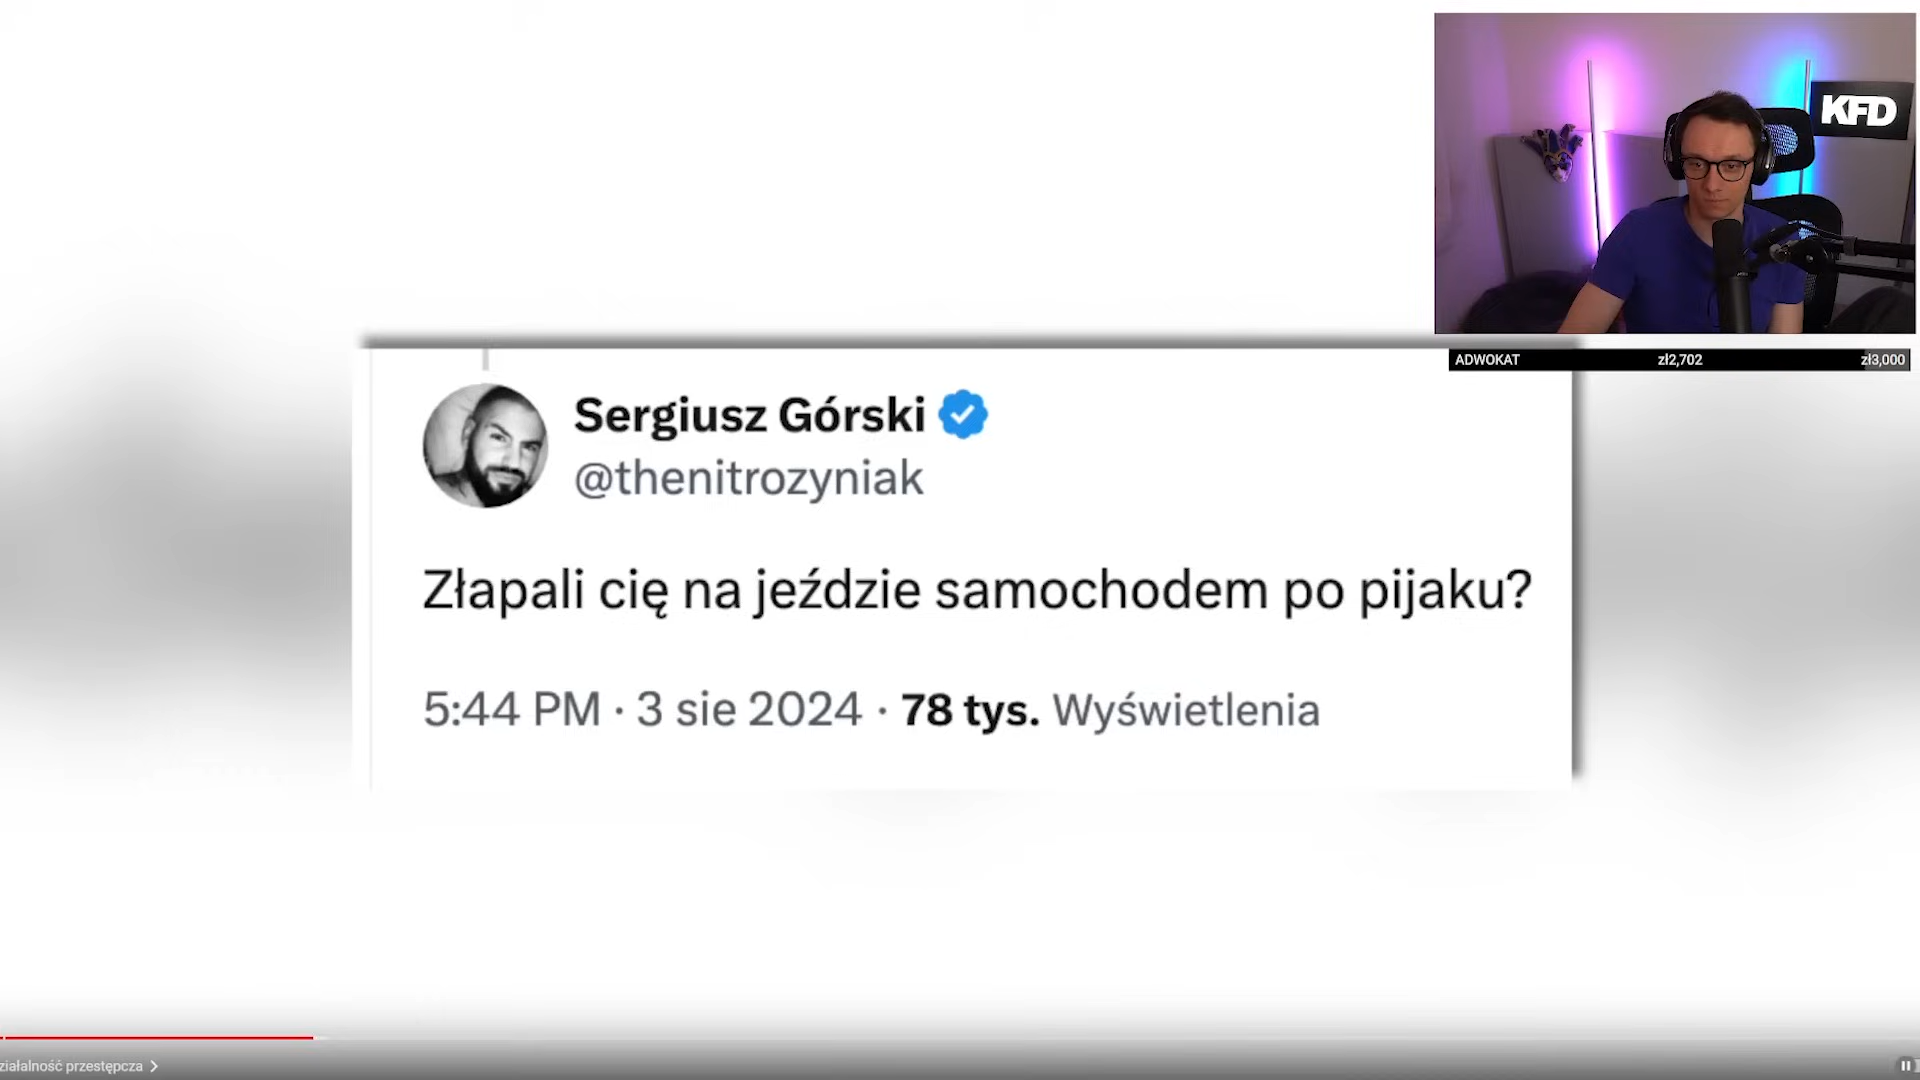 KFD
ADWOKAT zł2,702 zł3,000
Sergiusz Górski
@thenitrozyniak
Złapali cię na jeździe samochodem po pijaku?
5:44 PM · 3 sie 2024 · 78 tys. Wyświetlenia
działalność przestępcza